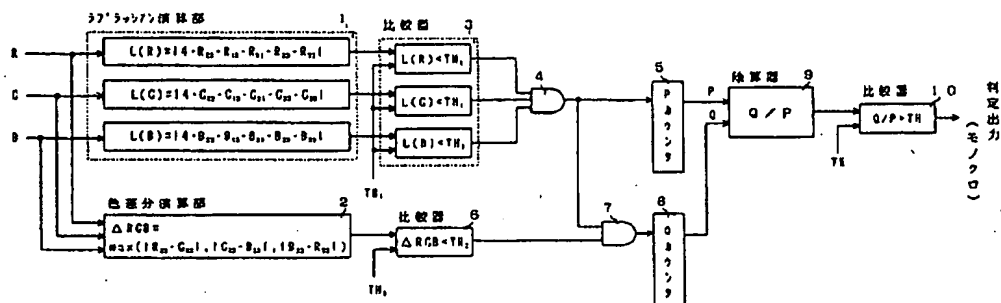 ラプラシアン演算部
1
R
G
B
L(R)=|4・R₂₂-R₁₂-R₂₁-R₂₃-R₃₂|
L(G)=|4・G₂₂-G₁₂-G₂₁-G₂₃-G₃₂|
L(B)=|4・B₂₂-B₁₂-B₂₁-B₂₃-B₃₂|
比較器
3
L(R)<TH₁
L(G)<TH₁
L(B)<TH₁
TH₁
4
5
Pカウンタ
P
Q
除算器
9
Q/P
比較器
10
Q/P>TH
TH
判定出力
(モノクロ)
色差分演算部
2
△RGB=
max(|R₂₂-G₂₂|,|G₂₂-B₂₂|,|B₂₂-R₂₂|)
比較器
6
△RGB<TH₂
TH₂
7
8
Qカウンタ